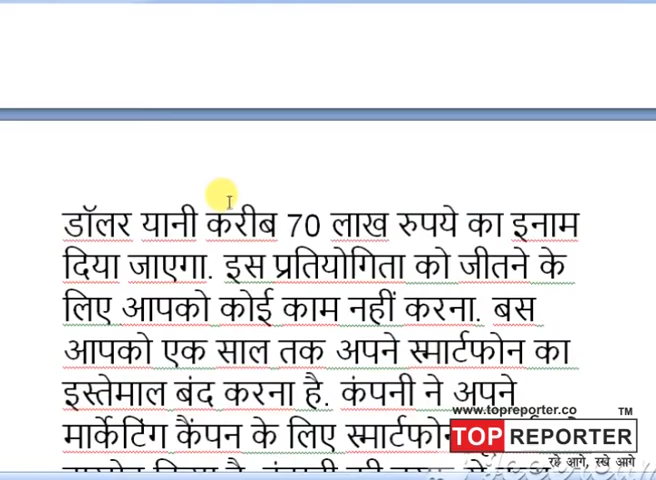 डॉलर यानी करीब 70 लाख रुपये का इनाम
दिया जाएगा. इस प्रतियोगिता को जीतने के
लिए आपको कोई काम नहीं करना. बस
आपको एक साल तक अपने स्मार्टफोन का
इस्तेमाल बंद करना है. कंपनी ने अपने
मार्केटिंग कैंपन के लिए स्मार्टफोन
www.topreporter.co
TM
TOP REPORTER
रहे आगे, रखे आगे